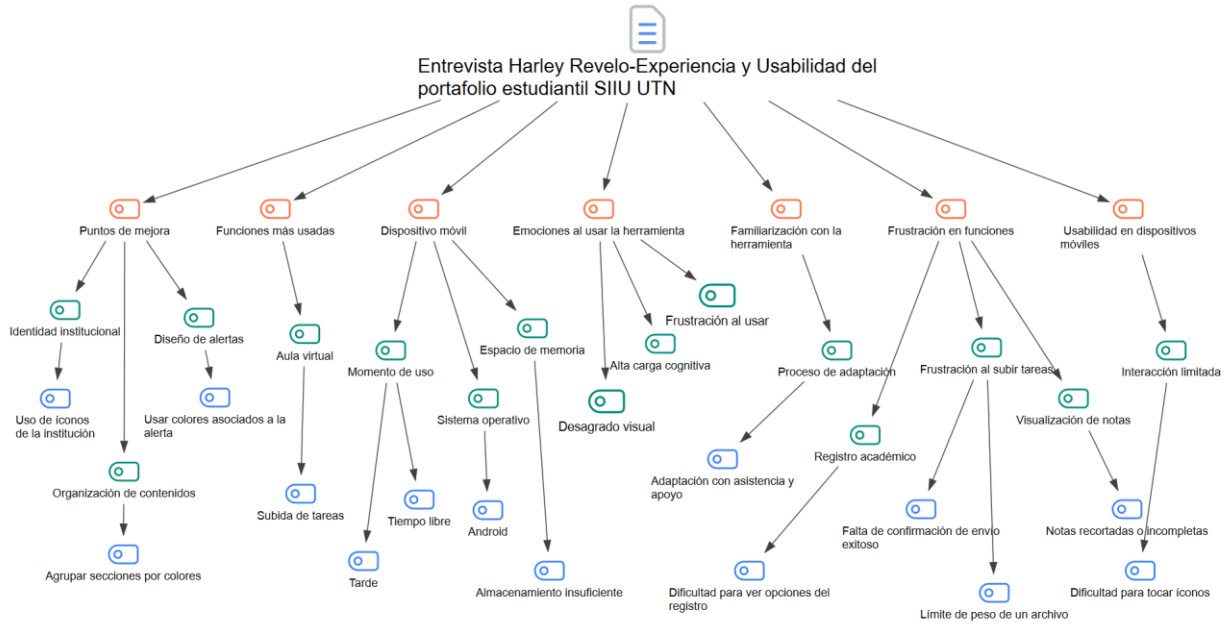 Entrevista Harley Revelo-Experiencia y Usabilidad del
portafolio estudiantil SIIU UTN
Puntos de mejora
Funciones más usadas
Dispositivo móvil
Emociones al usar la herramienta
Familiarización con la
herramienta
Frustración en funciones
Usabilidad en dispositivos
móviles
Identidad institucional
Diseño de alertas
Aula virtual
Momento de uso
Espacio de memoria
Frustración al usar
Alta carga cognitiva
Proceso de adaptación
Frustración al subir tareas
Interacción limitada
Uso de íconos
de la institución
Usar colores asociados a la
alerta
Sistema operativo
Desagrado visual
Visualización de notas
Registro académico
Organización de contenidos
Subida de tareas
Tiempo libre
Android
Adaptación con asistencia y
apoyo
Falta de confirmación de envío
exitoso
Notas recortadas o incompletas
Agrupar secciones por colores
Tarde
Almacenamiento insuficiente
Dificultad para ver opciones del
registro
Límite de peso de un archivo
Dificultad para tocar íconos